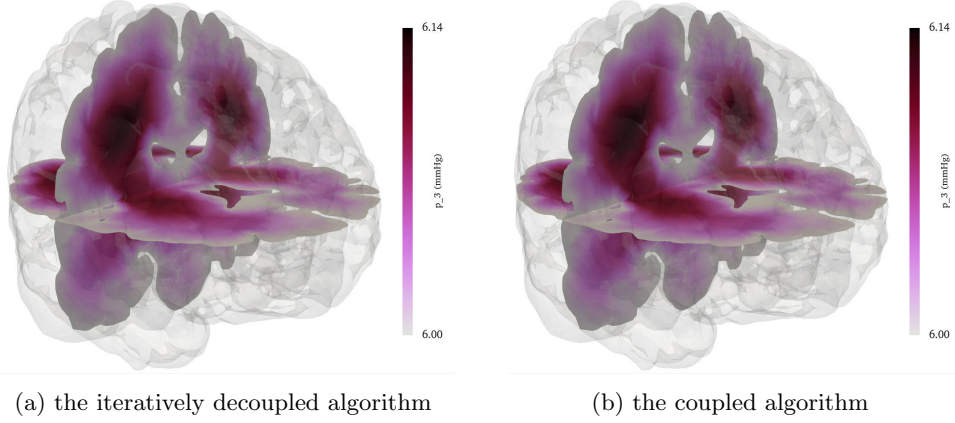 6.14
p_3 (mmHg)
6.00
6.14
p_3 (mmHg)
6.00
(a) the iteratively decoupled algorithm
(b) the coupled algorithm